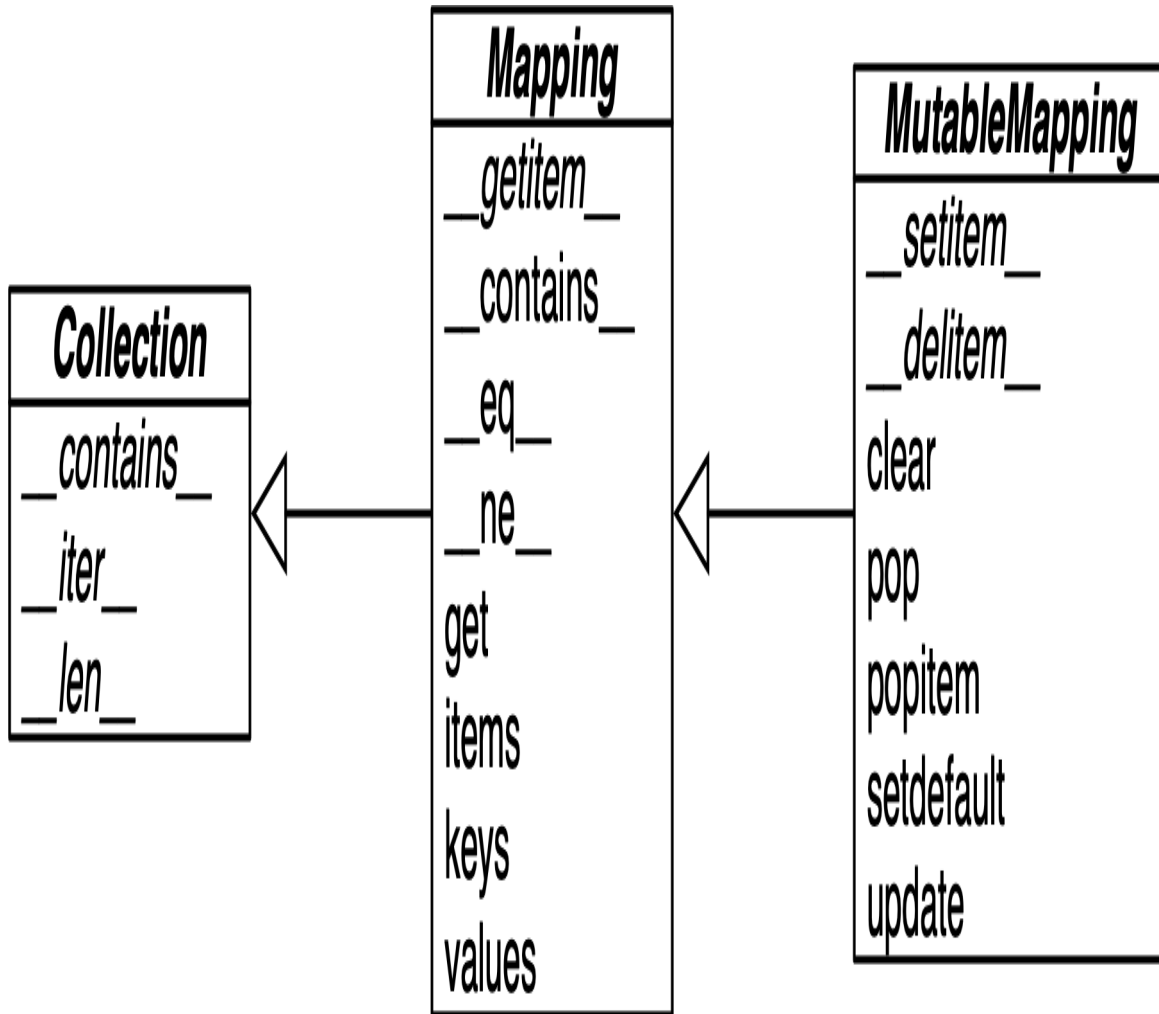 Collection
__contains__
__iter__
__len__
Mapping
__getitem__
__contains__
__eq__
__ne__
get
items
keys
values
MutableMapping
__setitem__
__delitem__
clear
pop
popitem
setdefault
update